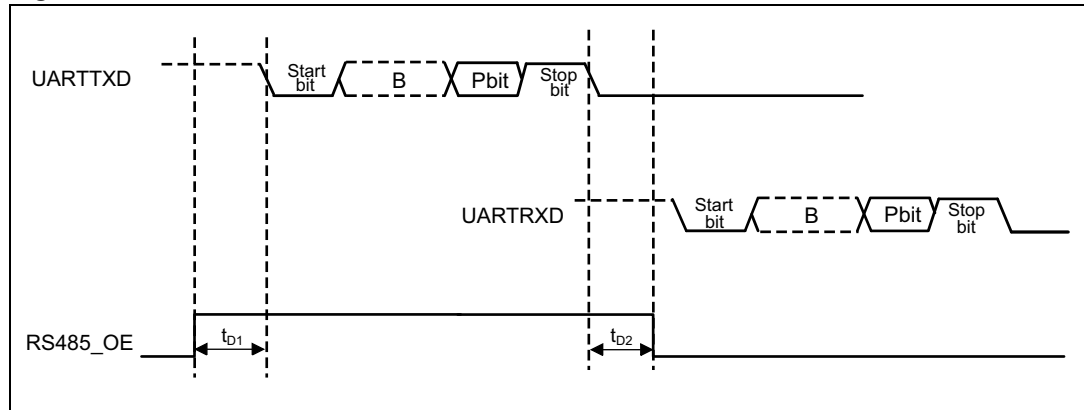 UARTTXD
Start
bit
B
Pbit
Stop
bit
UARTRXD
Start
bit
B
Pbit
Stop
bit
RS485_OE
tD1
tD2